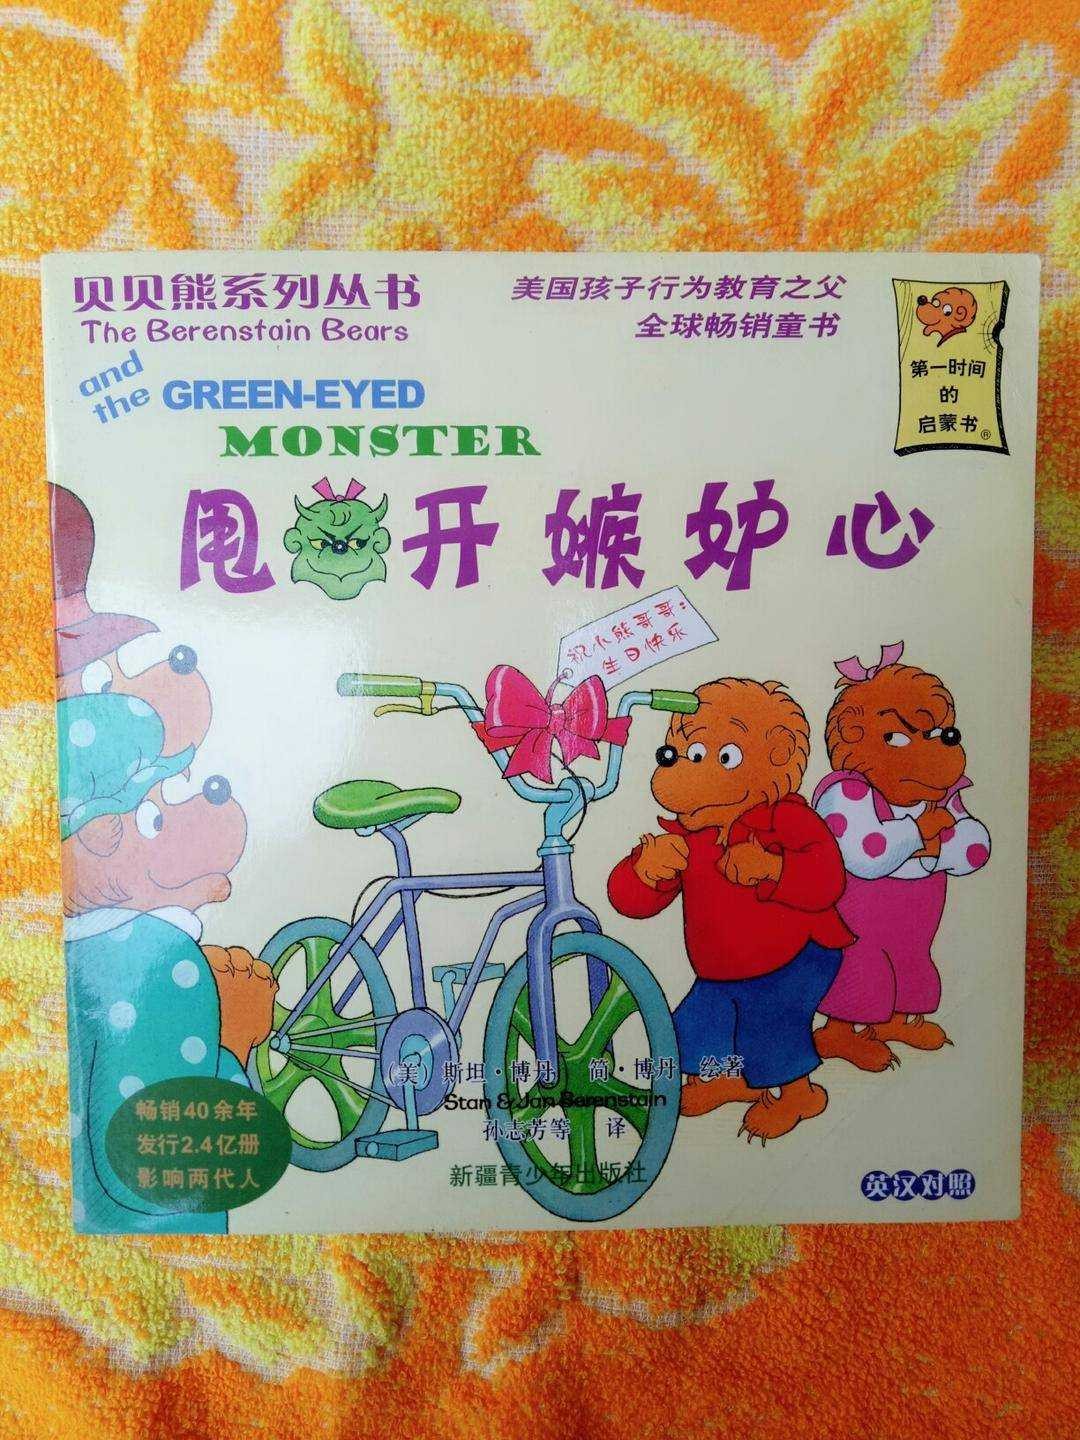 贝贝熊系列丛书
The Berenstain Bears
and the GREEN-EYED
MONSTER
美国孩子行为教育之父
全球畅销童书
第一时间
的
启蒙书®
甩开嫉妒心
祝小熊哥哥:
生日快乐
(美) 斯坦·博丹 简·博丹 绘著
Stan & Jan Berenstain
孙志芳等 译
新疆青少年出版社
畅销40余年
发行2.4亿册
影响两代人
英汉对照